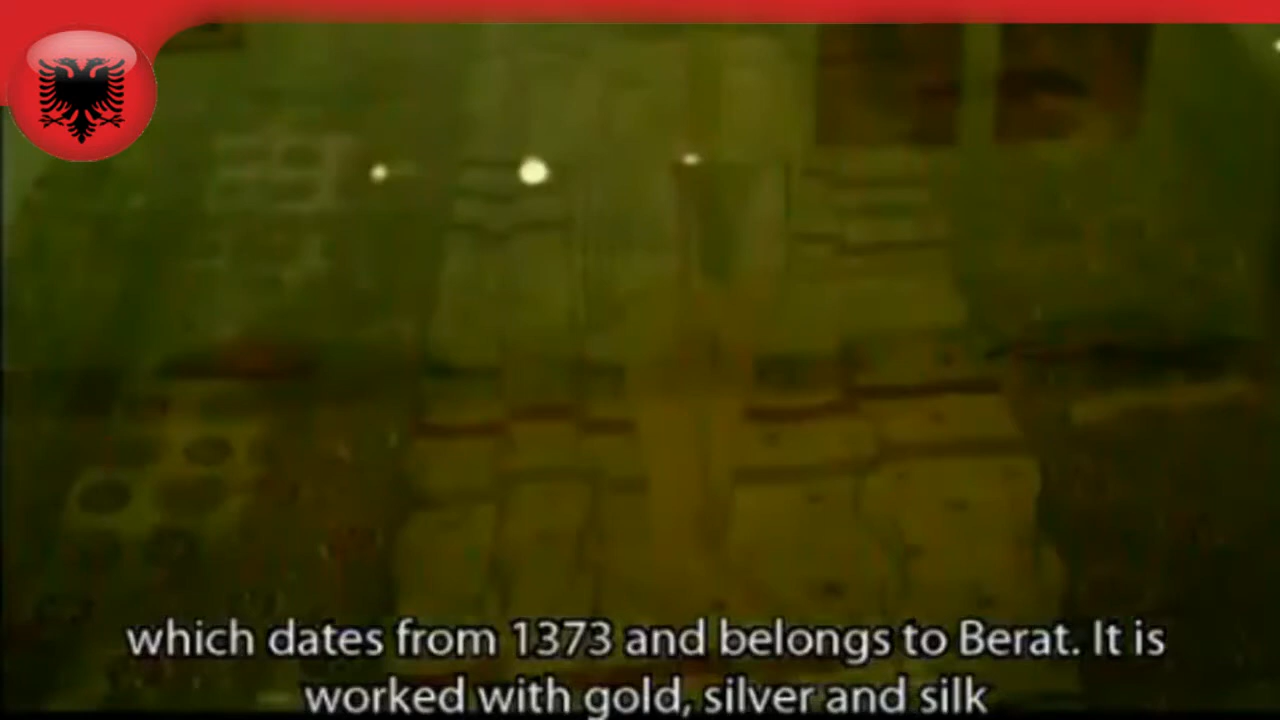 which dates from 1373 and belongs to Berat. It is
worked with gold, silver and silk